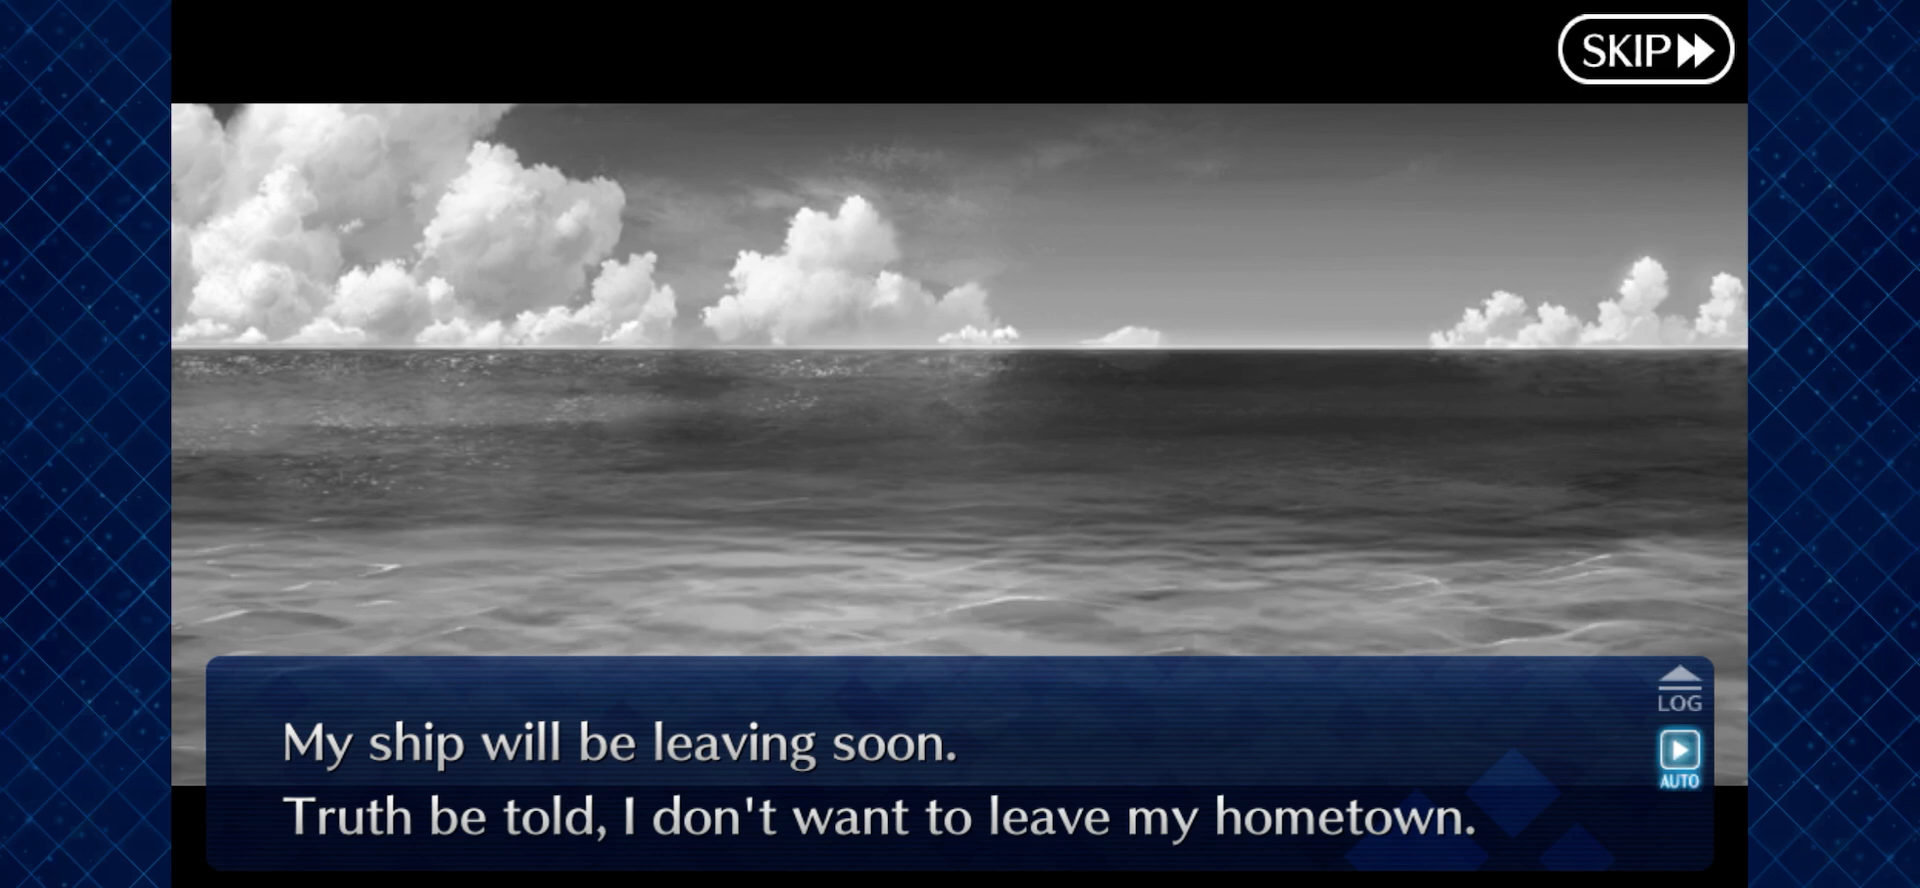 SKIP
LOG
AUTO
My ship will be leaving soon.
Truth be told, I don't want to leave my hometown.